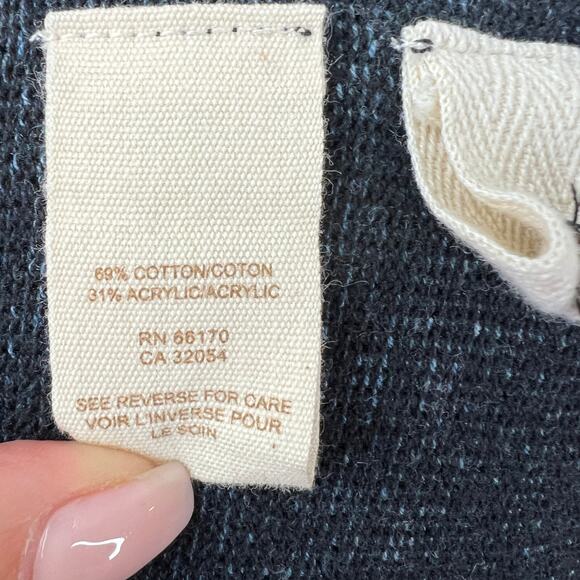 69% COTTON/COTON
31% ACRYLIC/ACRYLIC
RN 66170
CA 32054
SEE REVERSE FOR CARE
VOIR L'INVERSE POUR
LE SOIN